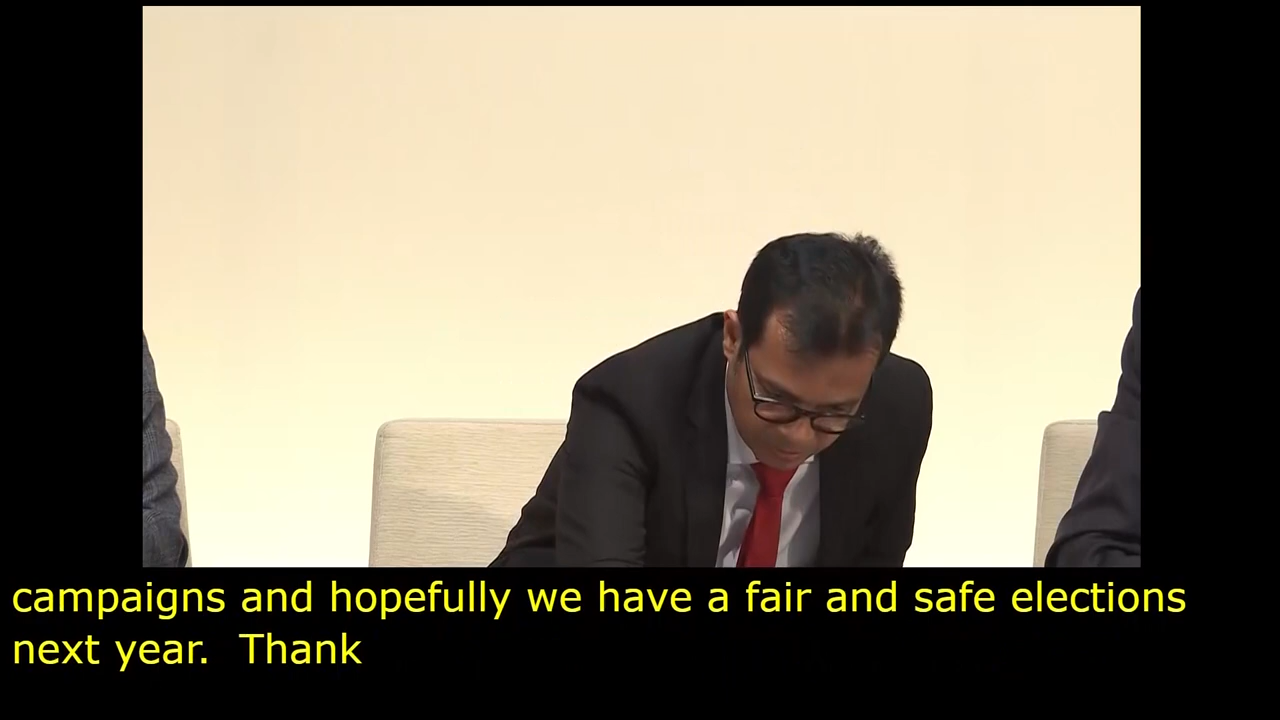 campaigns and hopefully we have a fair and safe elections
next year.  Thank